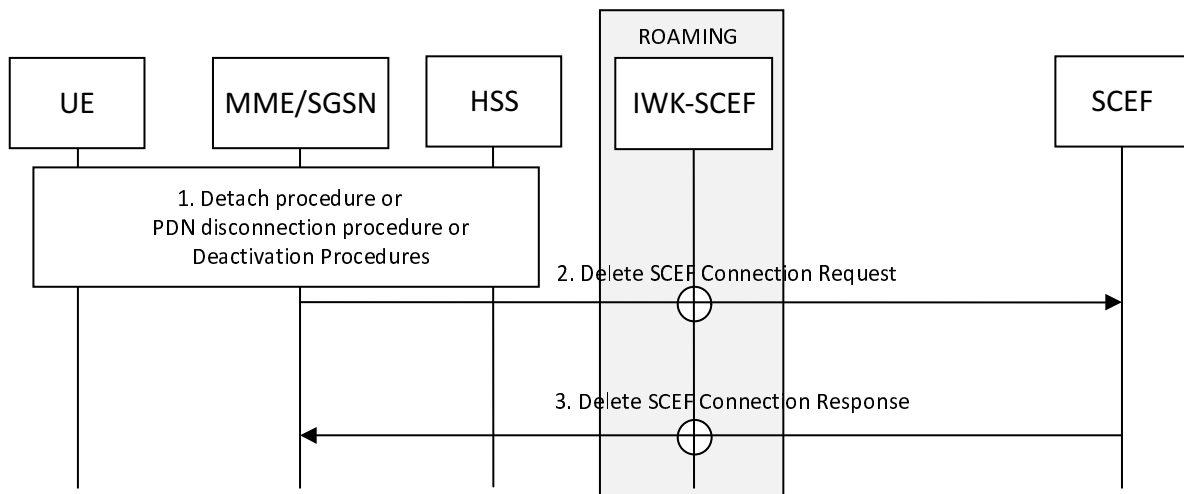 ROAMING
UE
MME/SGSN
HSS
IWK-SCEF
SCEF
1. Detach procedure or
PDN disconnection procedure or
Deactivation Procedures
2. Delete SCEF Connection Request
3. Delete SCEF Connection Response